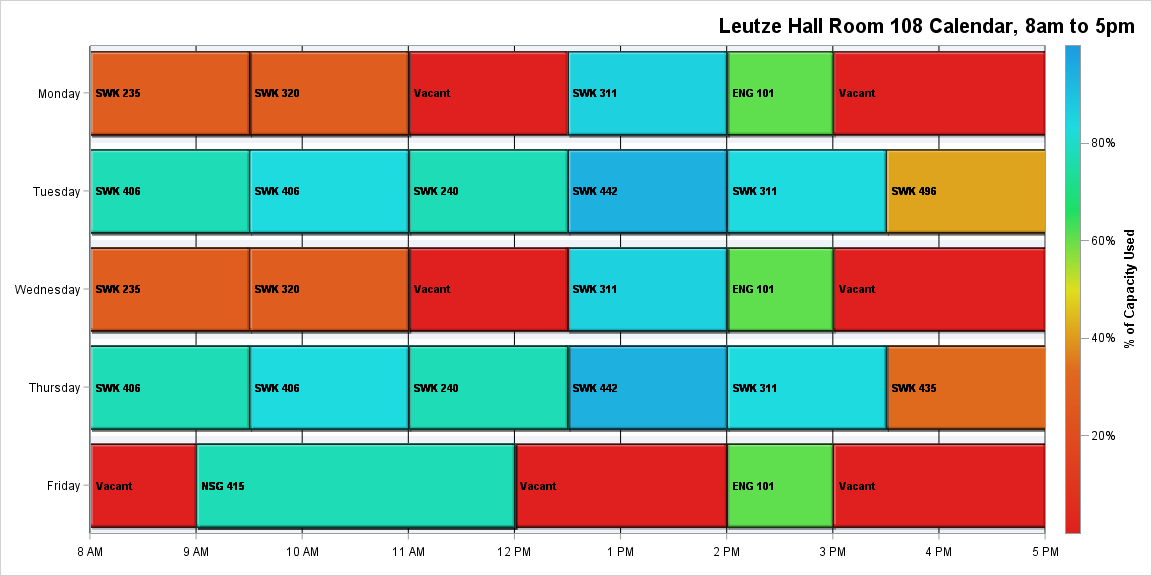 Leutze Hall Room 108 Calendar, 8am to 5pm
Monday
SWK 235
SWK 320
Vacant
SWK 311
ENG 101
Vacant
Tuesday
SWK 406
SWK 406
SWK 240
SWK 442
SWK 311
SWK 496
Wednesday
SWK 235
SWK 320
Vacant
SWK 311
ENG 101
Vacant
Thursday
SWK 406
SWK 406
SWK 240
SWK 442
SWK 311
SWK 435
Friday
Vacant
NSG 415
Vacant
ENG 101
Vacant
8 AM
9 AM
10 AM
11 AM
12 PM
1 PM
2 PM
3 PM
4 PM
5 PM
80%
60%
40%
20%
% of Capacity Used